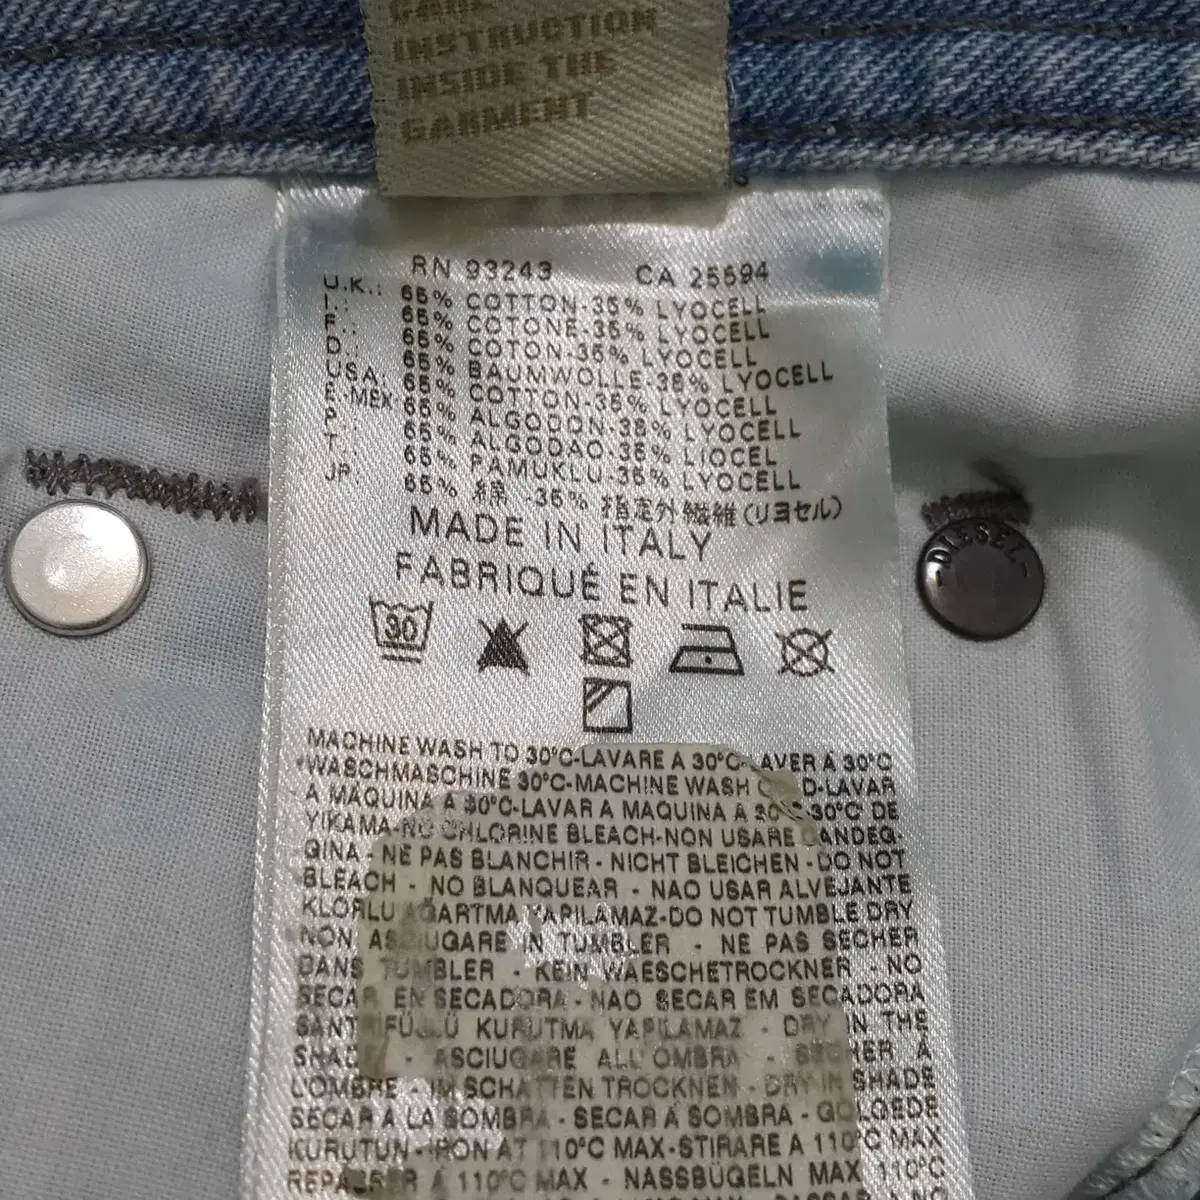 CARE
INSTRUCTION
INSIDE THE
GARMENT
RN 93243 CA 25594
U.K.: 65% COTTON-35% LYOCELL
I.: 65% COTONE-35% LYOCELL
F.: 65% COTON-35% LYOCELL
D.: 65% BAUMWOLLE-35% LYOCELL
USA: 65% COTTON-35% LYOCELL
E-MEX 65% ALGODON-35% LYOCELL
P.: 65% ALGODAO-35% LIOCEL
T.: 65% PAMUKLU-35% LYOCELL
JP: 65% 綿 - 35% 指定外繊維(リヨセル)
MADE IN ITALY
FABRIQUÉ EN ITALIE
30
-DIESEL-
MACHINE WASH TO 30°C-LAVARE A 30°C- AVER Á 30°C
WASCHMASCHINE 30°C-MACHINE WASH D-LAVAR
A MAQUINA A 30°C-LAVAR A MAQUINA A 30°C-30°C DE
YIKAMA-NO CHLORINE BLEACH-NON USARE CANDEG-
GINA - NE PAS BLANCHIR - NICHT BLEICHEN - DO NOT
BLEACH - NO BLANQUEAR - NAO USAR ALVEJANTE
KLORLU AGARTMA YAPILAMAZ-DO NOT TUMBLE DRY
NON ASCIUGARE IN TUMBLER - NE PAS SECHER
DANS TUMBLER - KEIN WAESCHETROCKNER - NO
SECAR EN SECADORA - NAO SECAR EM SECADORA
SANTRIFÜJLÜ KURUTMA YAPILAMAZ - DRY IN THE
SHADE - ASCIUGARE ALL'OMBRA - SECHER Á
L'OMBRE - IM SCHATTEN TROCKNEN - DRY IN SHADE
SECAR A LA SOMBRA - SECAR A SOMBRA - GOLGEDE
KURUTUN - IRON AT 110°C MAX-STIRARE A 110°C MAX
REPASSER Á 110°C MAX - NASSBÜGELN MAX 110°C